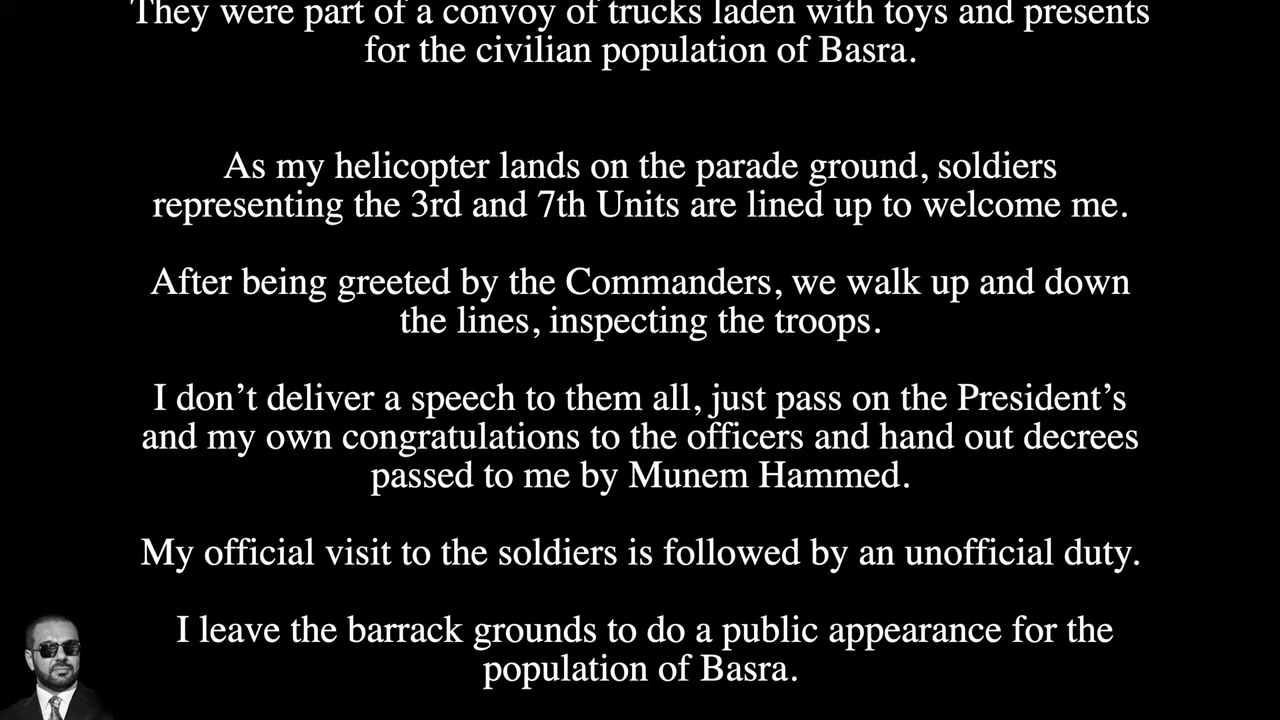 They were part of a convoy of trucks laden with toys and presents
for the civilian population of Basra.
As my helicopter lands on the parade ground, soldiers
representing the 3rd and 7th Units are lined up to welcome me.
After being greeted by the Commanders, we walk up and down
the lines, inspecting the troops.
I don’t deliver a speech to them all, just pass on the President’s
and my own congratulations to the officers and hand out decrees
passed to me by Munem Hammed.
My official visit to the soldiers is followed by an unofficial duty.
I leave the barrack grounds to do a public appearance for the
population of Basra.